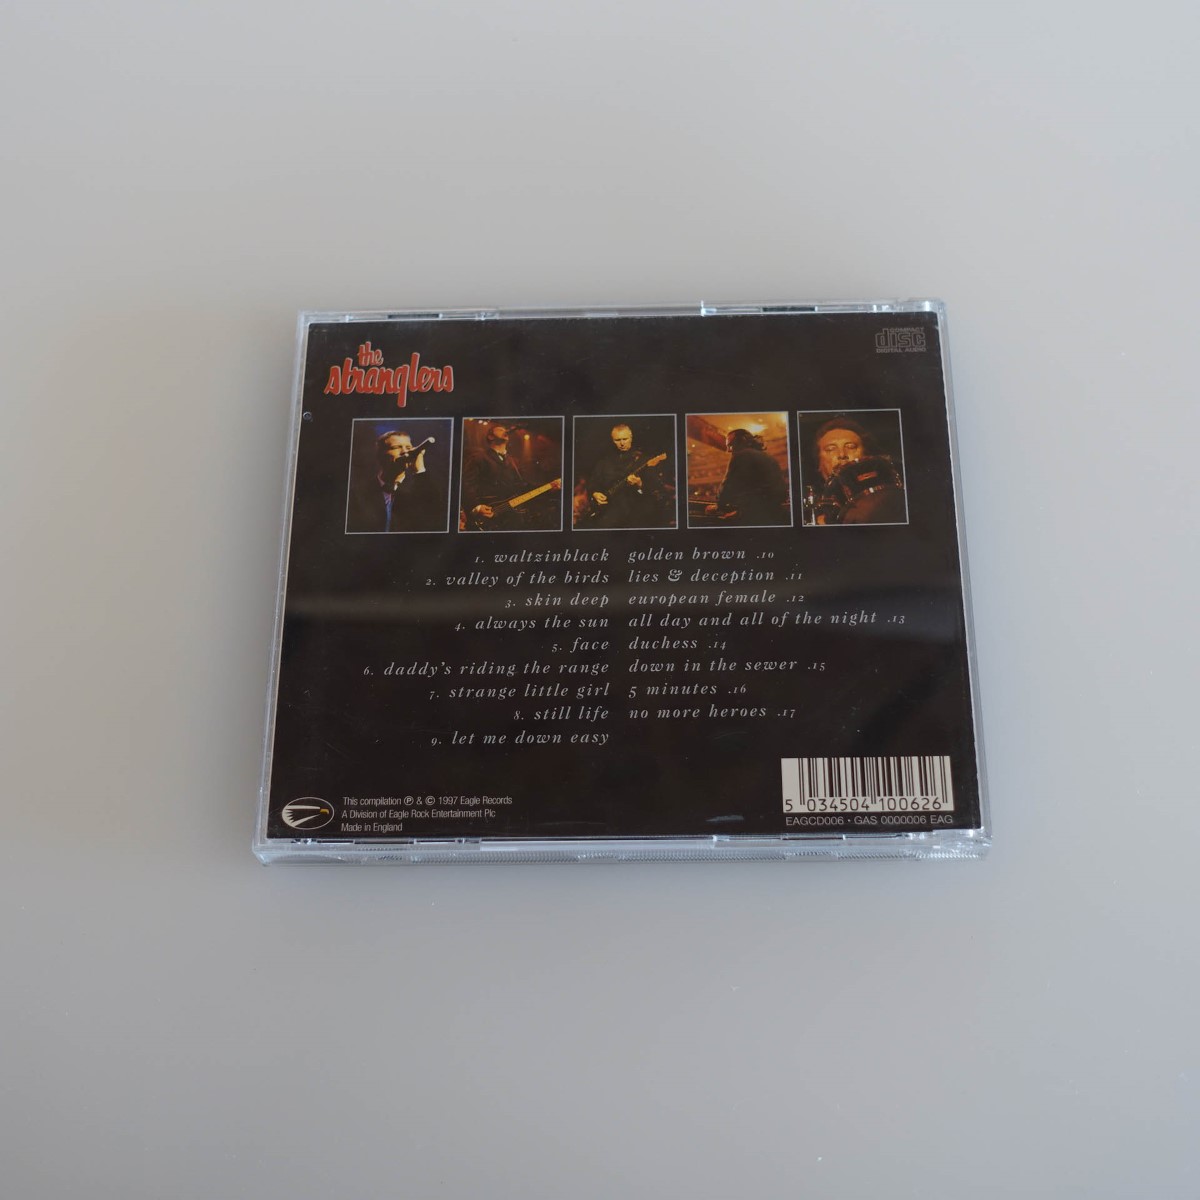 the
stranglers
COMPACT
disc
DIGITAL AUDIO
1. waltzinblack
2. valley of the birds
3. skin deep
4. always the sun
5. face
6. daddy's riding the range
7. strange little girl
8. still life
9. let me down easy
golden brown .10
lies & deception .11
european female .12
all day and all of the night .13
duchess .14
down in the sewer .15
5 minutes .16
no more heroes .17
This compilation ℗ & © 1997 Eagle Records
A Division of Eagle Rock Entertainment Plc
Made in England
5 034504 100626
EAGCD006 • GAS 0000006 EAG